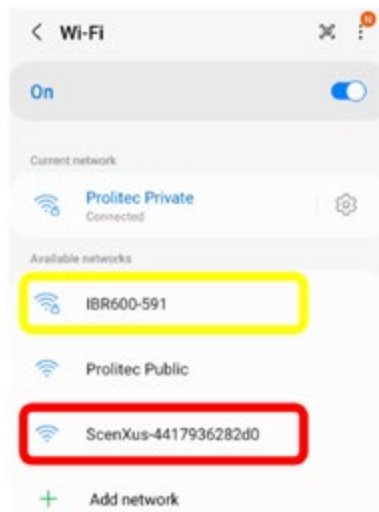 Wi-Fi
N
On
Current network
Prolitec Private
Connected
Available networks
IBR600-591
Prolitec Public
ScenXus-4417936282d0
Add network